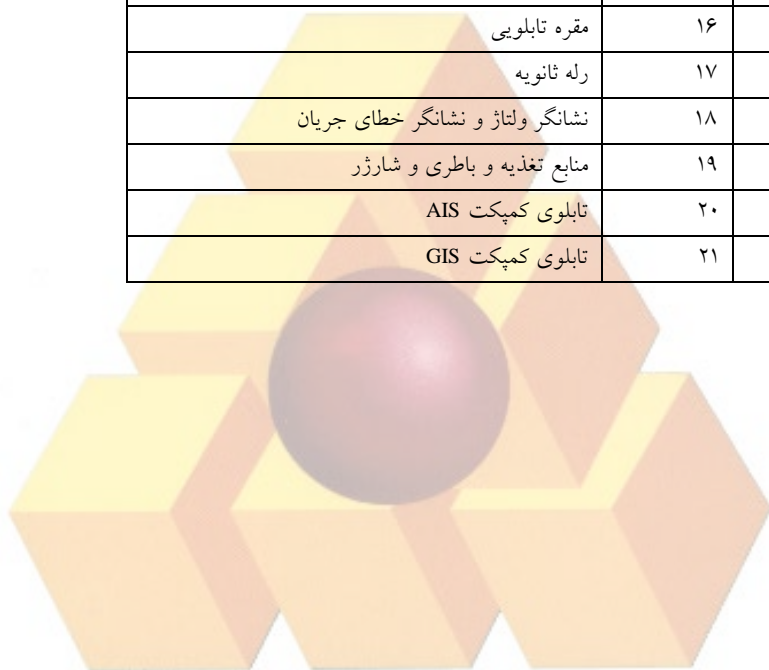 ۱۶ مقره تابلویی
۱۷ رله ثانویه
۱۸ نشانگر ولتاژ و نشانگر خطای جریان
۱۹ منابع تغذیه و باطری و شارژر
۲۰ تابلوی کمپکت AIS
۲۱ تابلوی کمپکت GIS